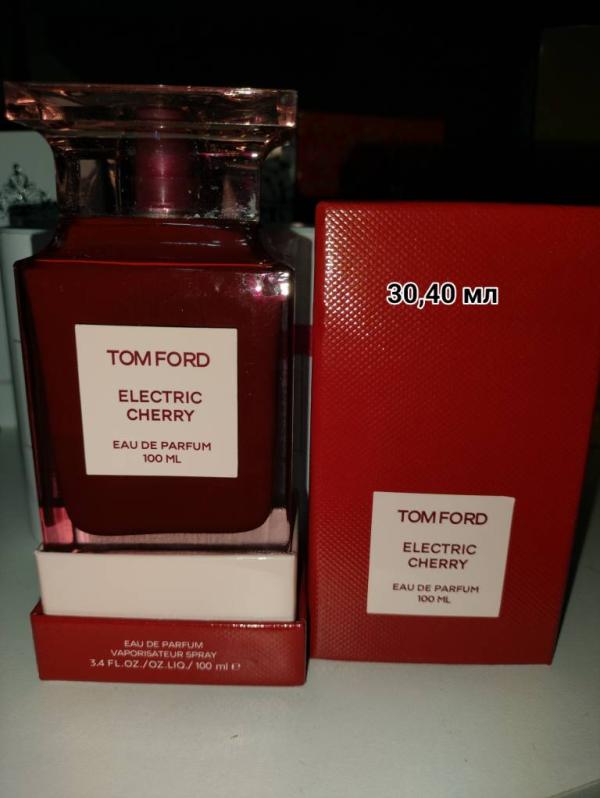 TOM FORD
ELECTRIC
CHERRY
EAU DE PARFUM
100 ML
EAU DE PARFUM
VAPORISATEUR SPRAY
3.4 FL.OZ./OZ.LIQ./ 100 ml ℮
30,40 мл
TOM FORD
ELECTRIC
CHERRY
EAU DE PARFUM
100 ML